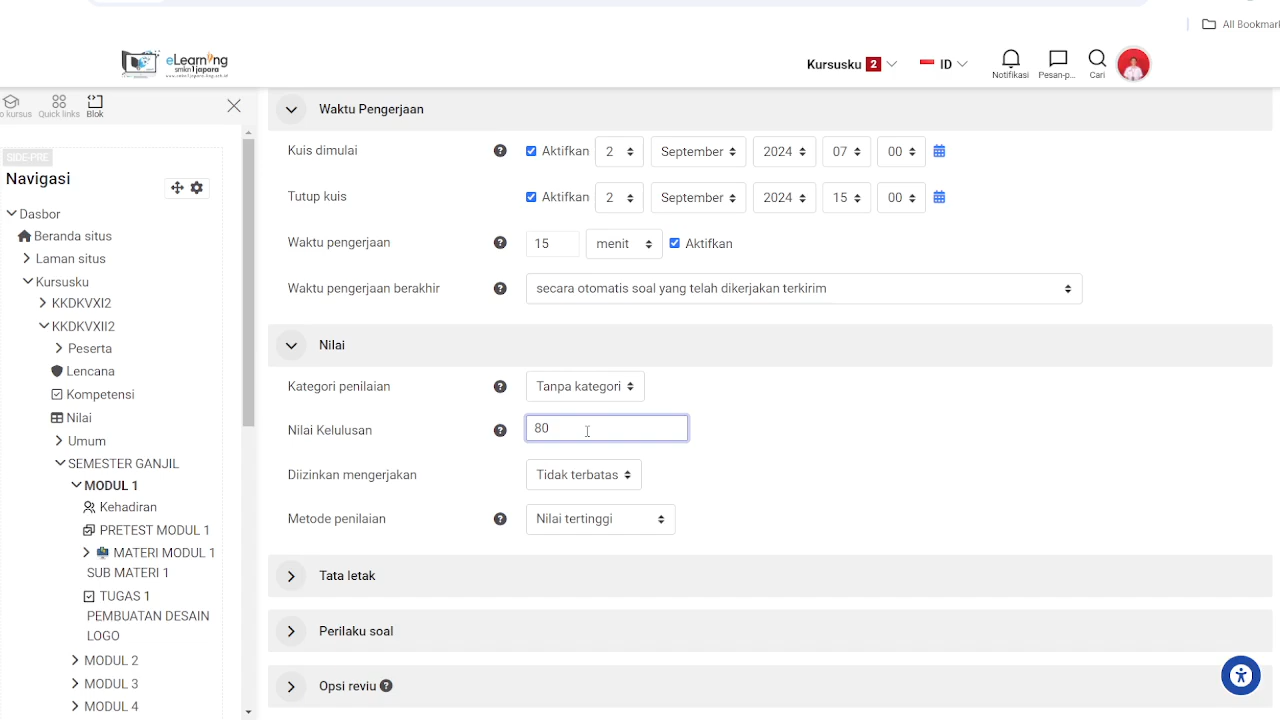 All Bookmar
eLearning
smkn 1 jepara
Kursusku 2
ID
Notifikasi
Pesan-p...
Cari
o kursus
Quick links
Blok
SIDE-PRE
Navigasi
Dasbor
Beranda situs
Laman situs
Kursusku
KKDKVXI2
KKDKVXII2
Peserta
Lencana
Kompetensi
Nilai
Umum
SEMESTER GANJIL
MODUL 1
Kehadiran
PRETEST MODUL 1
MATERI MODUL 1
SUB MATERI 1
TUGAS 1
PEMBUATAN DESAIN
LOGO
MODUL 2
MODUL 3
MODUL 4
Waktu Pengerjaan
Kuis dimulai ? Aktifkan 2 September 2024 07 00
Tutup kuis Aktifkan 2 September 2024 15 00
Waktu pengerjaan ? 15 menit Aktifkan
Waktu pengerjaan berakhir ? secara otomatis soal yang telah dikerjakan terkirim
Nilai
Kategori penilaian ? Tanpa kategori
Nilai Kelulusan ? 80
Diizinkan mengerjakan Tidak terbatas
Metode penilaian ? Nilai tertinggi
Tata letak
Perilaku soal
Opsi reviu ?